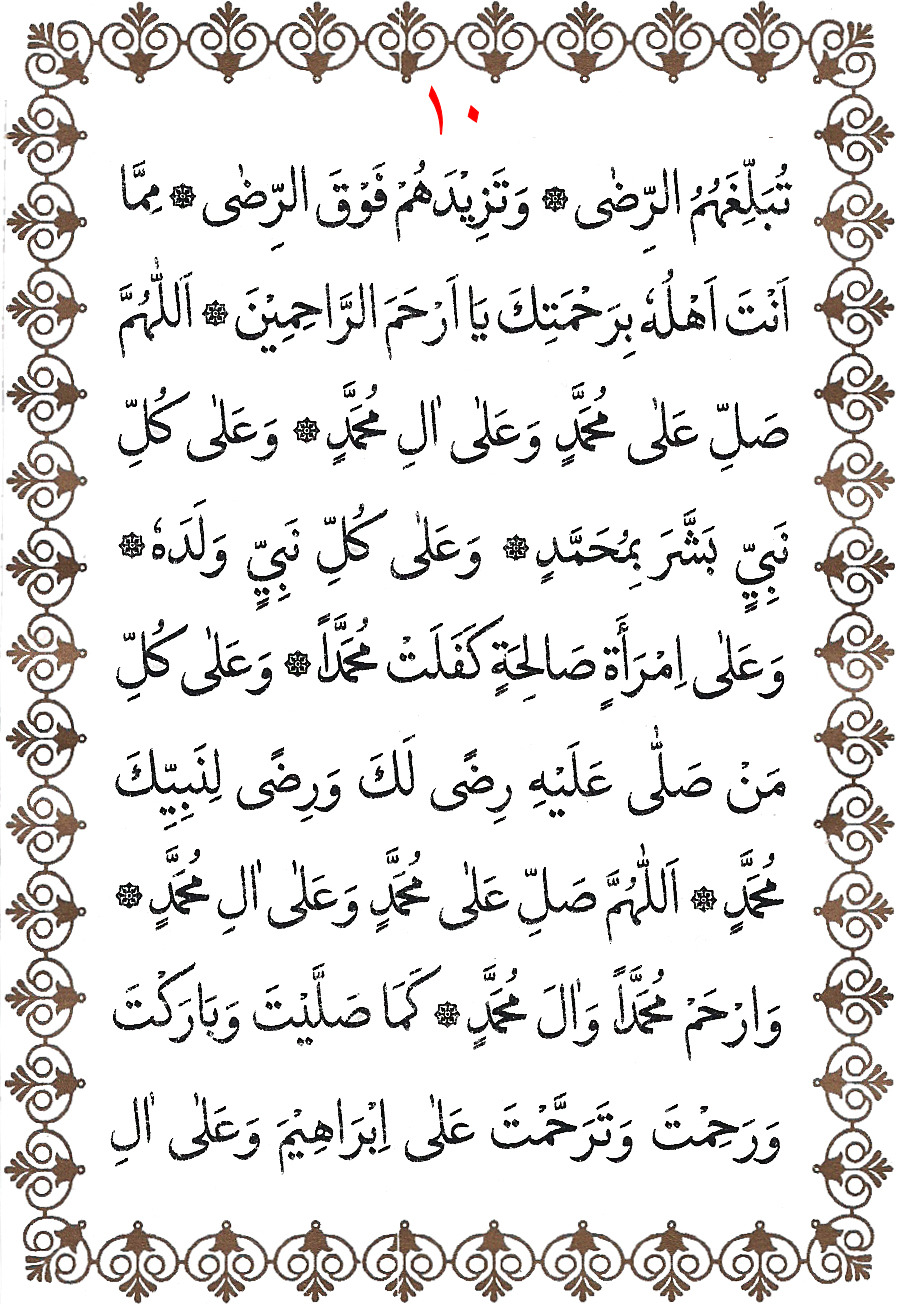 ١٠
تُبَلِّغُهُمُ الرِّضٰى ۞ وَتَزِيْدَهُمْ فَوْقَ الرِّضٰى ۞ مِمَّا
اَنْتَ اَهْلُهُ بِرَحْمَتِكَ يَا اَرْحَمَ الرَّاحِمِيْنَ ۞ اَللّٰهُمَّ
صَلِّ عَلٰى مُحَمَّدٍ وَعَلٰى اٰلِ مُحَمَّدٍ ۞ وَعَلٰى كُلِّ
نَبِيٍّ بَشَّرَ بِمُحَمَّدٍ ۞ وَعَلٰى كُلِّ نَبِيٍّ وَلَدَهُ ۞
وَعَلٰى اِمْرَأَةٍ صَالِحَةٍ كَفَلَتْ مُحَمَّدًا ۞ وَعَلٰى كُلِّ
مَنْ صَلّٰى عَلَيْهِ رِضًى لَكَ وَرِضًى لِنَبِيِّكَ
مُحَمَّدٍ ۞ اَللّٰهُمَّ صَلِّ عَلٰى مُحَمَّدٍ وَعَلٰى اٰلِ مُحَمَّدٍ ۞
وَارْحَمْ مُحَمَّدًا وَاٰلَ مُحَمَّدٍ ۞ كَمَا صَلَّيْتَ وَبَارَكْتَ
وَرَحِمْتَ وَتَرَحَّمْتَ عَلٰى اِبْرَاهِيْمَ وَعَلٰى اٰلِ